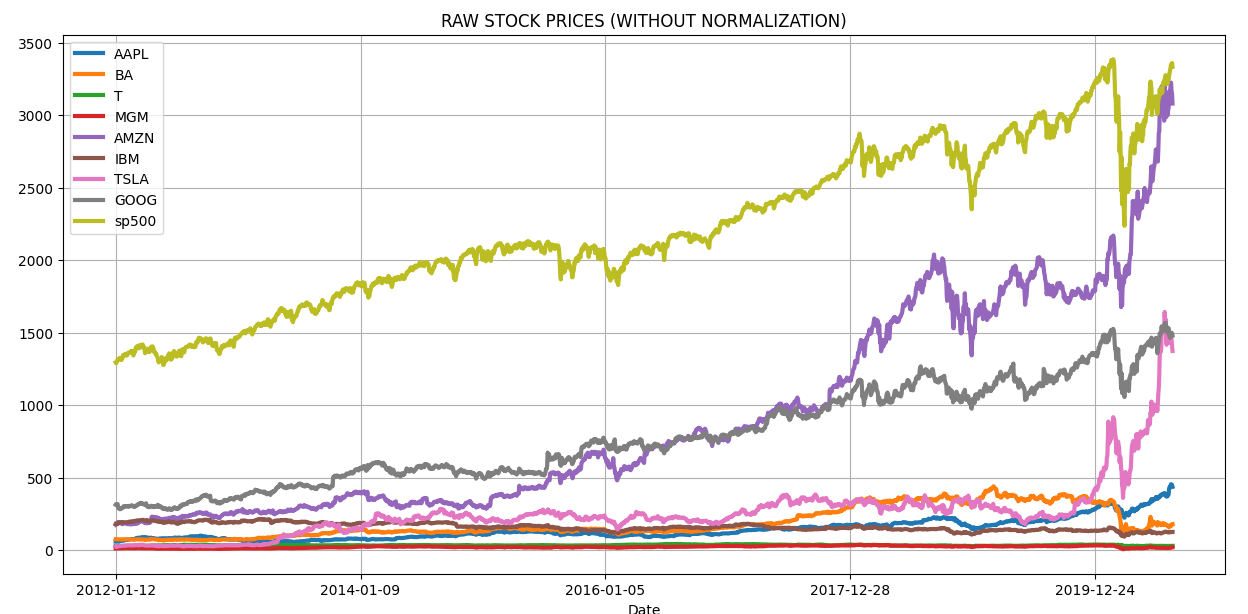 RAW STOCK PRICES (WITHOUT NORMALIZATION)
3500
3000
2500
2000
1500
1000
500
0
AAPL
BA
T
MGM
AMZN
IBM
TSLA
GOOG
sp500
2012-01-12
2014-01-09
2016-01-05
2017-12-28
2019-12-24
Date